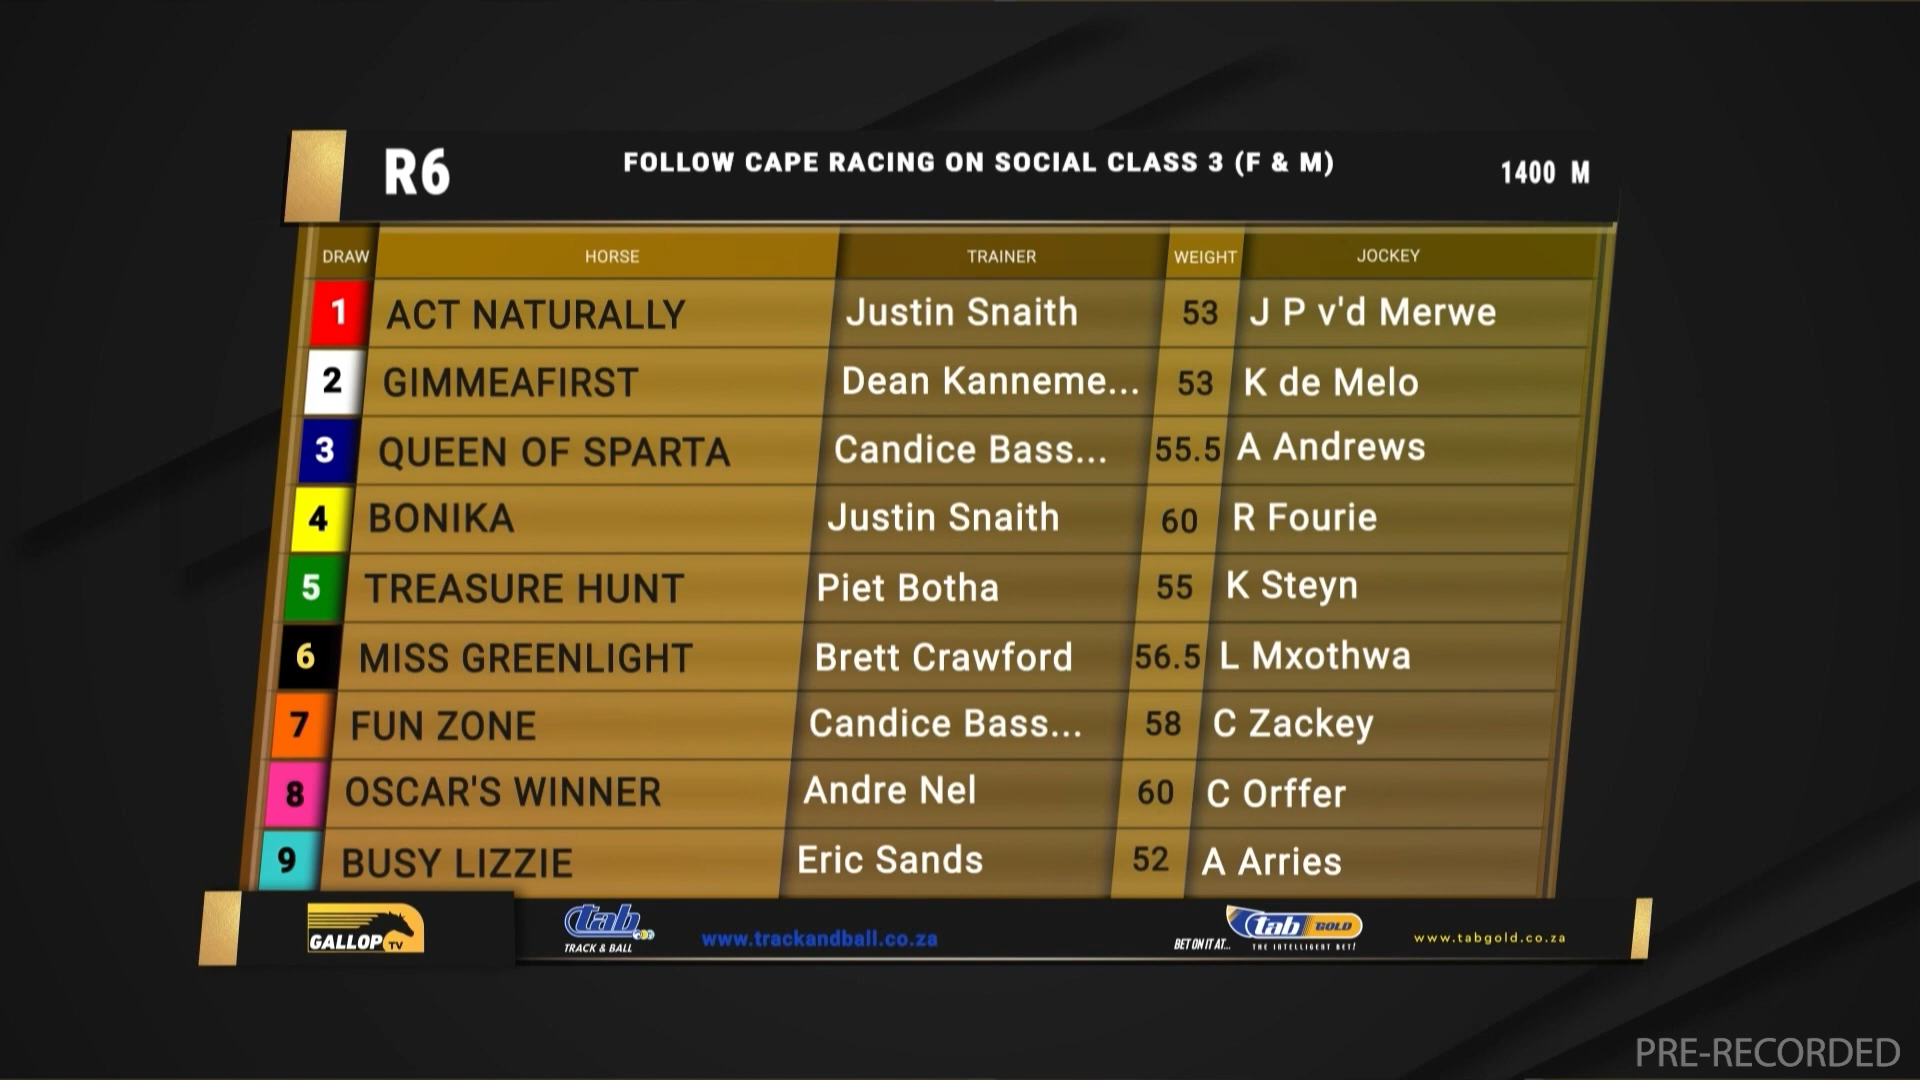 R6 FOLLOW CAPE RACING ON SOCIAL CLASS 3 (F & M) 1400 M
DRAW HORSE TRAINER WEIGHT JOCKEY
1 ACT NATURALLY Justin Snaith 53 J P v'd Merwe
2 GIMMEAFIRST Dean Kanneme... 53 K de Melo
3 QUEEN OF SPARTA Candice Bass... 55.5 A Andrews
4 BONIKA Justin Snaith 60 R Fourie
5 TREASURE HUNT Piet Botha 55 K Steyn
6 MISS GREENLIGHT Brett Crawford 56.5 L Mxothwa
7 FUN ZONE Candice Bass... 58 C Zackey
8 OSCAR'S WINNER Andre Nel 60 C Orffer
9 BUSY LIZZIE Eric Sands 52 A Arries
GALLOP TV
tab
TRACK & BALL
www.trackandball.co.za
BET ON IT AT...
tab GOLD
THE INTELLIGENT BET!
www.tabgold.co.za
PRE-RECORDED